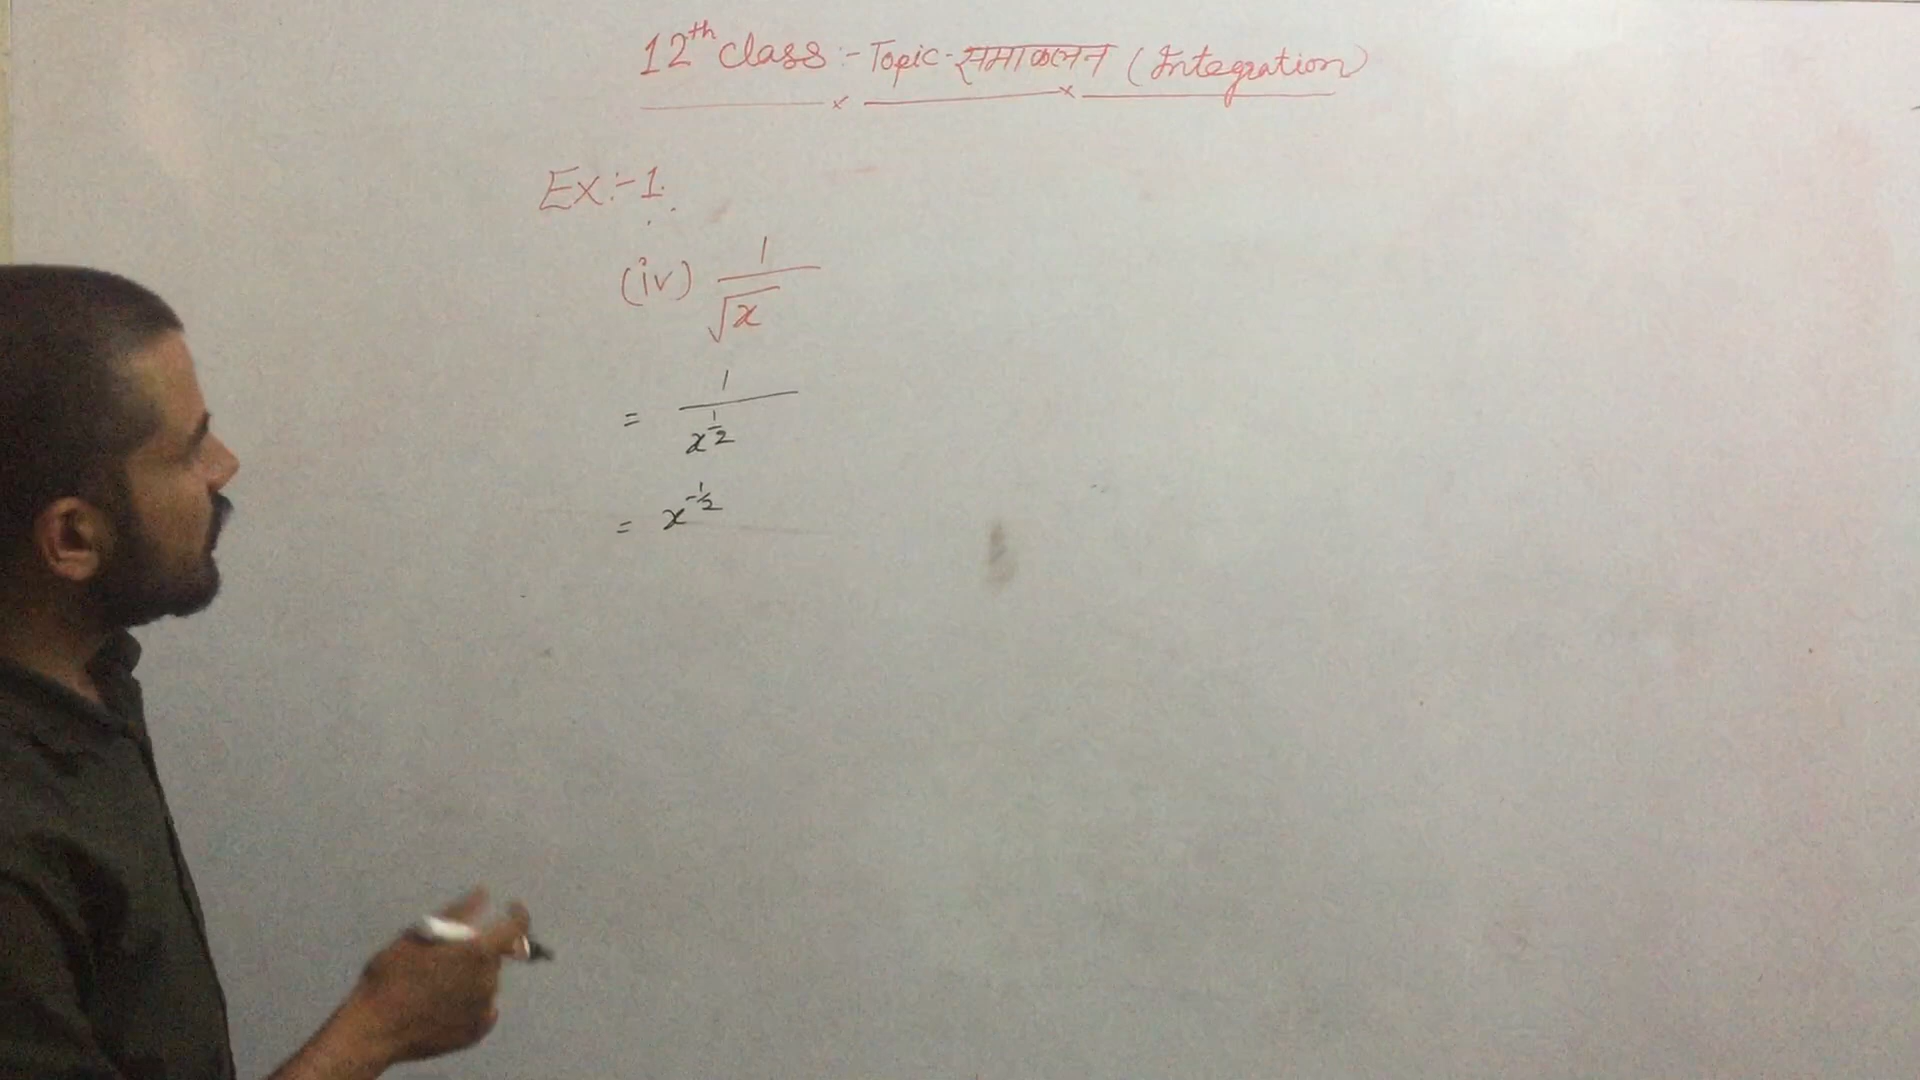 12th class :- Topic - समाकलन (Integration)
Ex:-1.
(iv) 1/√x
= 1/x^1/2
= x^-1/2